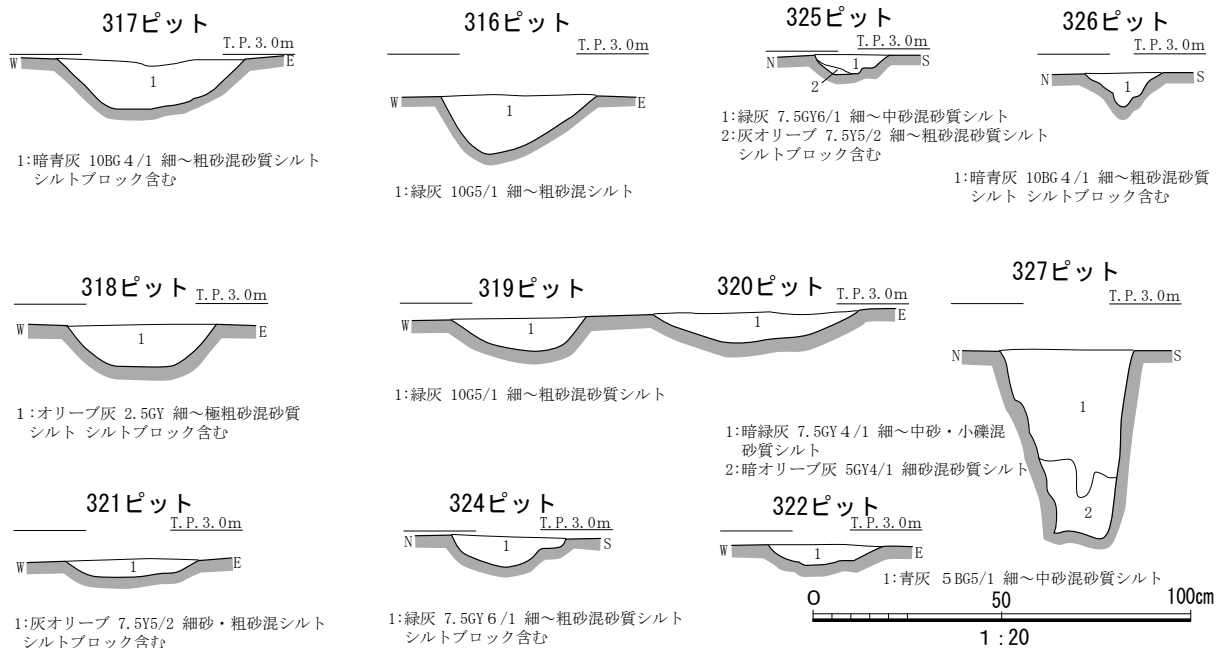 317ピット
T.P.3.0m
W
E
1
1:暗青灰 10BG４/1 細～粗砂混砂質シルト
シルトブロック含む
316ピット
T.P.3.0m
W
E
1
1:緑灰 10G5/1 細～粗砂混シルト
325ピット
T.P.3.0m
N
S
1
2
1:緑灰 7.5GY6/1 細～中砂混砂質シルト
2:灰オリーブ 7.5Y5/2 細～粗砂混砂質シルト
シルトブロック含む
326ピット
T.P.3.0m
N
S
1
1:暗青灰 10BG４/1 細～粗砂混砂質
シルト シルトブロック含む
318ピット
T.P.3.0m
W
E
1
1:オリーブ灰 2.5GY 細～極粗砂混砂質
シルト シルトブロック含む
319ピット
320ピット
T.P.3.0m
W
E
1
1
1:緑灰 10G5/1 細～粗砂混砂質シルト
327ピット
T.P.3.0m
N
S
1
2
1:暗緑灰 7.5GY４/1 細～中砂・小礫混
砂質シルト
2:暗オリーブ灰 5GY4/1 細砂混砂質シルト
321ピット
T.P.3.0m
W
E
1
1:灰オリーブ 7.5Y5/2 細砂・粗砂混シルト
シルトブロック含む
324ピット
T.P.3.0m
N
S
1
1:緑灰 7.5GY６/1 細～粗砂混砂質シルト
シルトブロック含む
322ピット
T.P.3.0m
W
E
1
1:青灰 ５BG5/1 細～中砂混砂質シルト
0
50
100cm
1:20